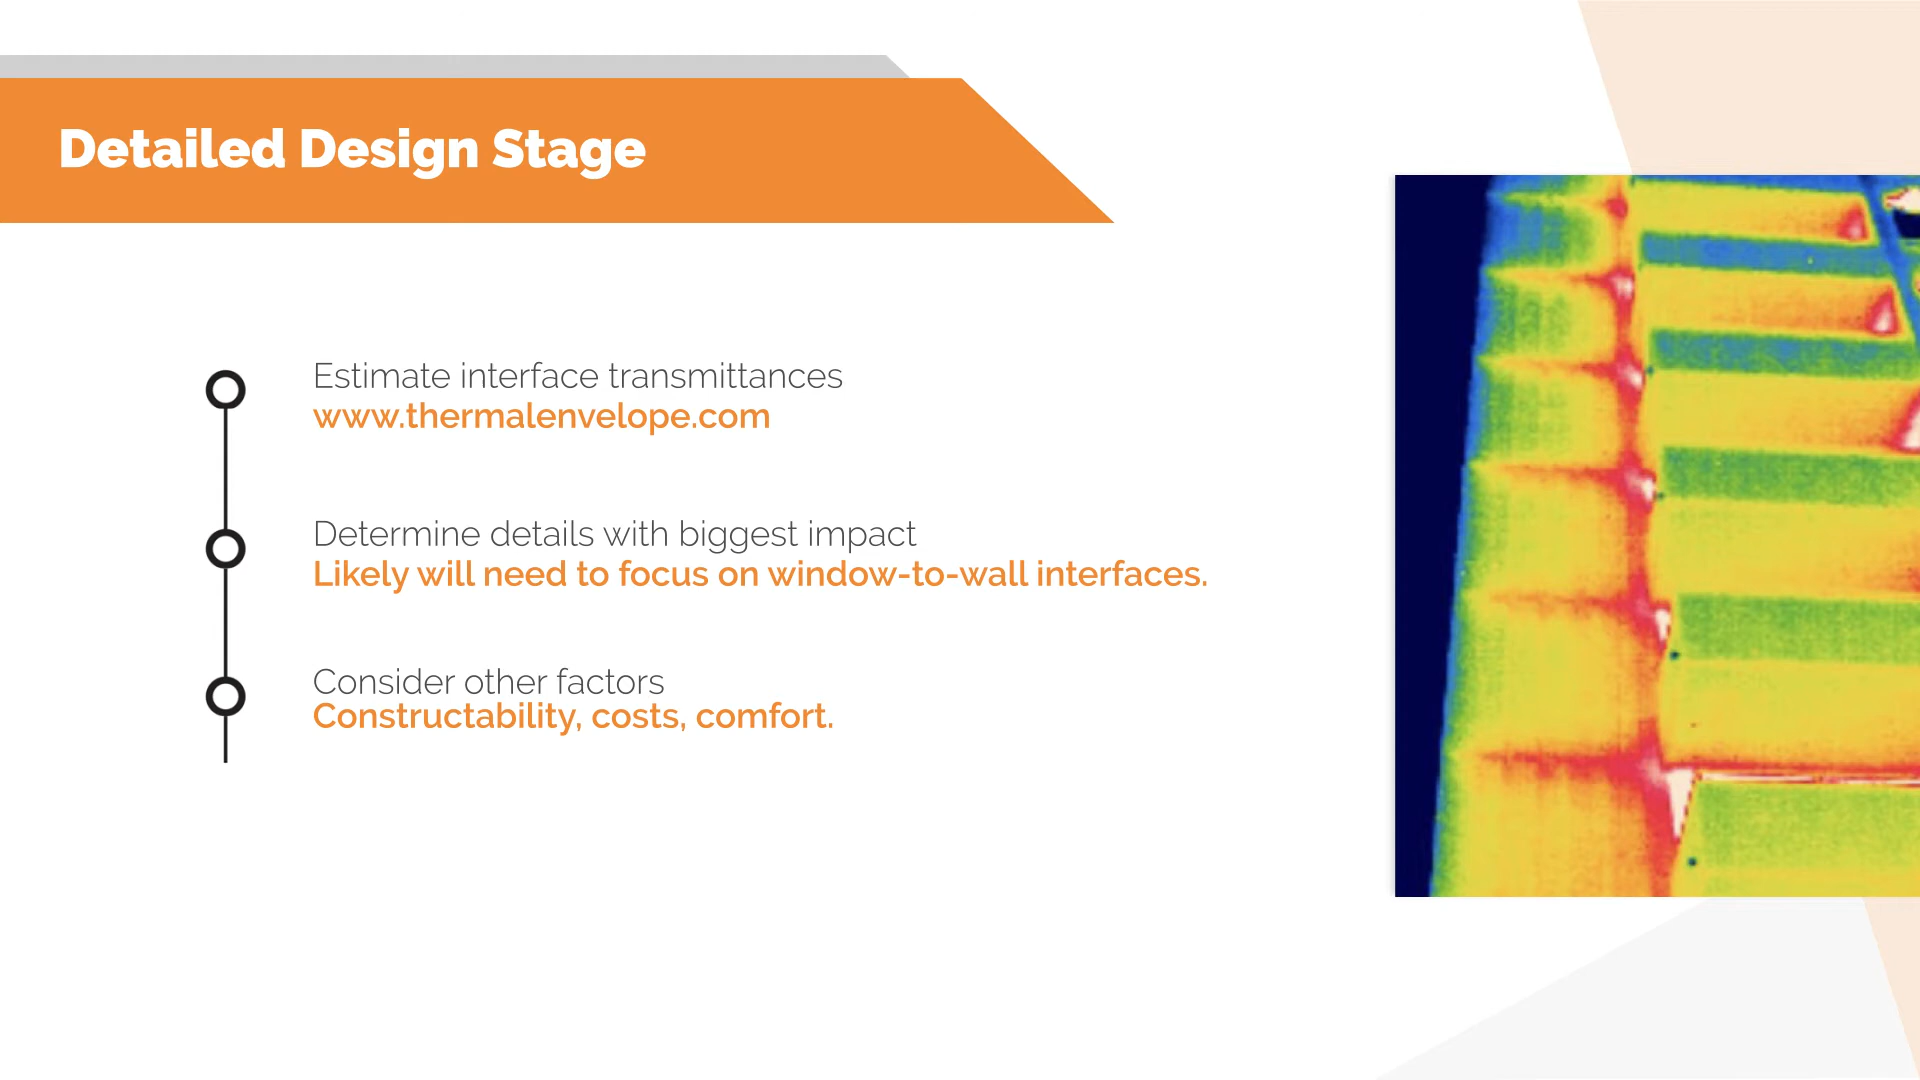 Detailed Design Stage
Estimate interface transmittances
www.thermalenvelope.com
Determine details with biggest impact
Likely will need to focus on window-to-wall interfaces.
Consider other factors
Constructability, costs, comfort.